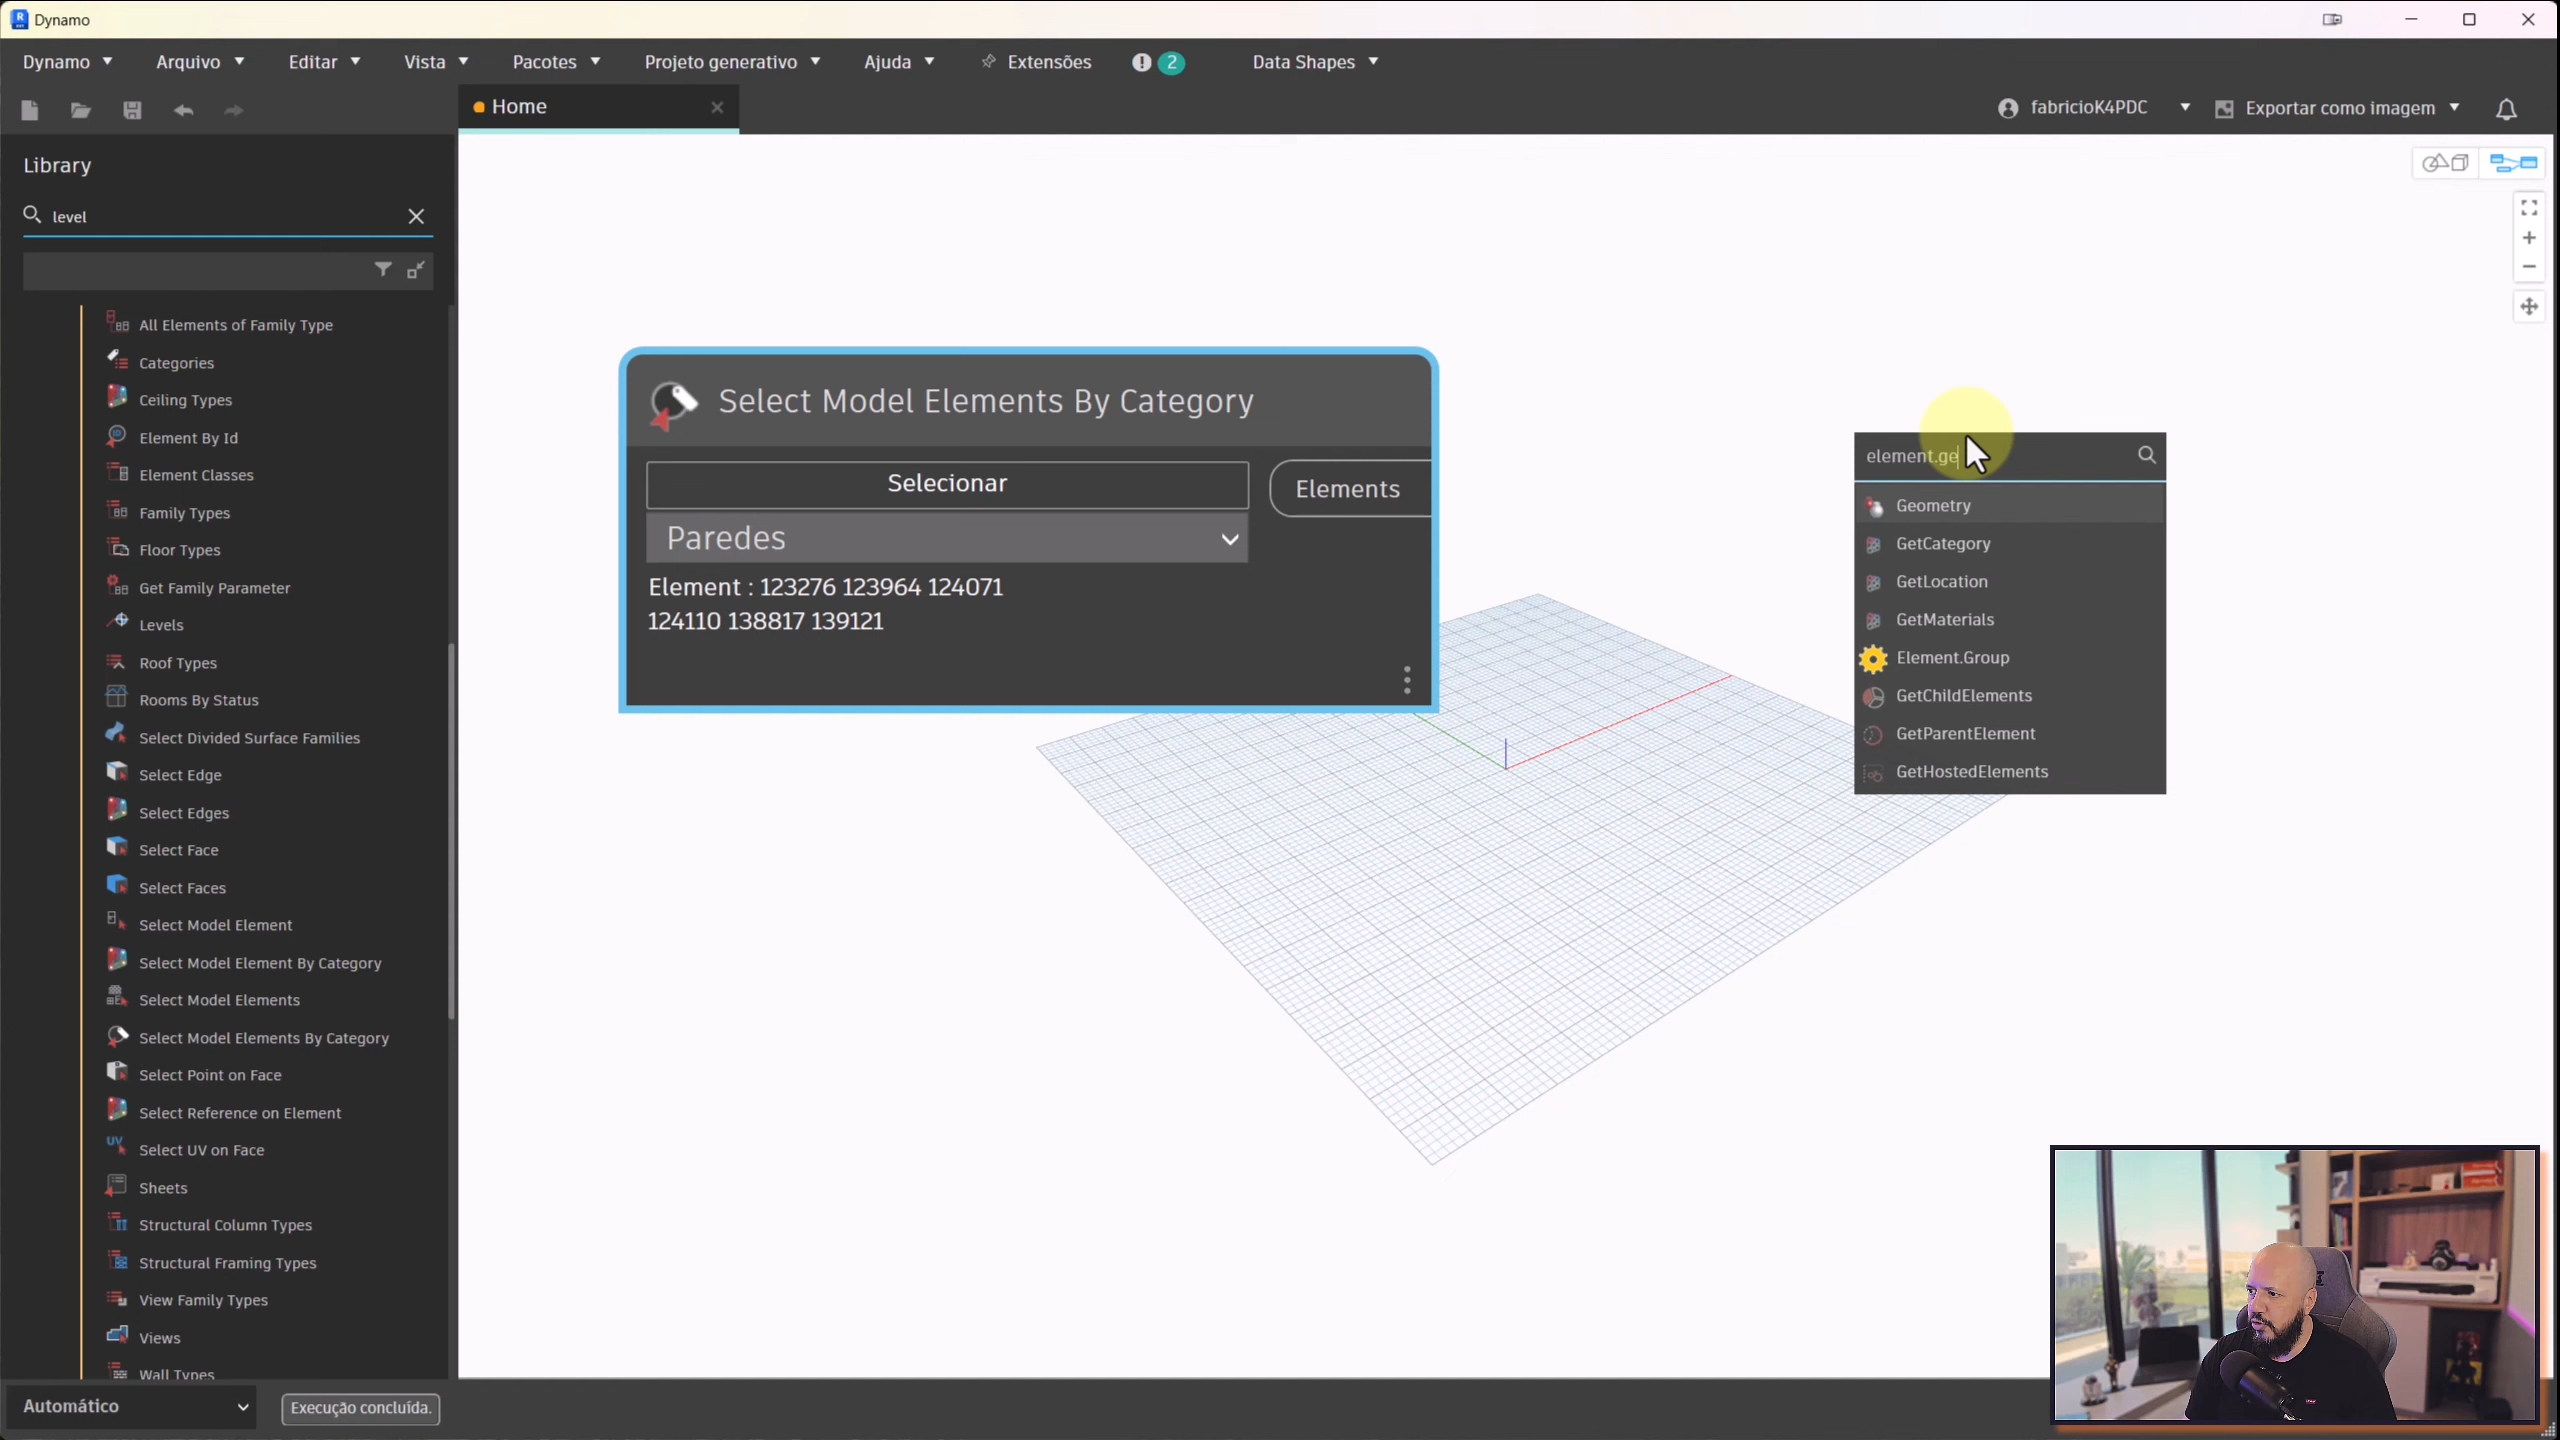 Dynamo
Dynamo Arquivo Editar Vista Pacotes Projeto generativo Ajuda Extensões 2 Data Shapes
Home
fabricioK4PDC Exportar como imagem
Library
level
All Elements of Family Type
Categories
Ceiling Types
Element By Id
Element Classes
Family Types
Floor Types
Get Family Parameter
Levels
Roof Types
Rooms By Status
Select Divided Surface Families
Select Edge
Select Edges
Select Face
Select Faces
Select Model Element
Select Model Element By Category
Select Model Elements
Select Model Elements By Category
Select Point on Face
Select Reference on Element
Select UV on Face
Sheets
Structural Column Types
Structural Framing Types
View Family Types
Views
Wall Types
Select Model Elements By Category
Selecionar
Elements
Paredes
Element : 123276 123964 124071
124110 138817 139121
element.ge
Geometry
GetCategory
GetLocation
GetMaterials
Element.Group
GetChildElements
GetParentElement
GetHostedElements
Automático
Execução concluída.